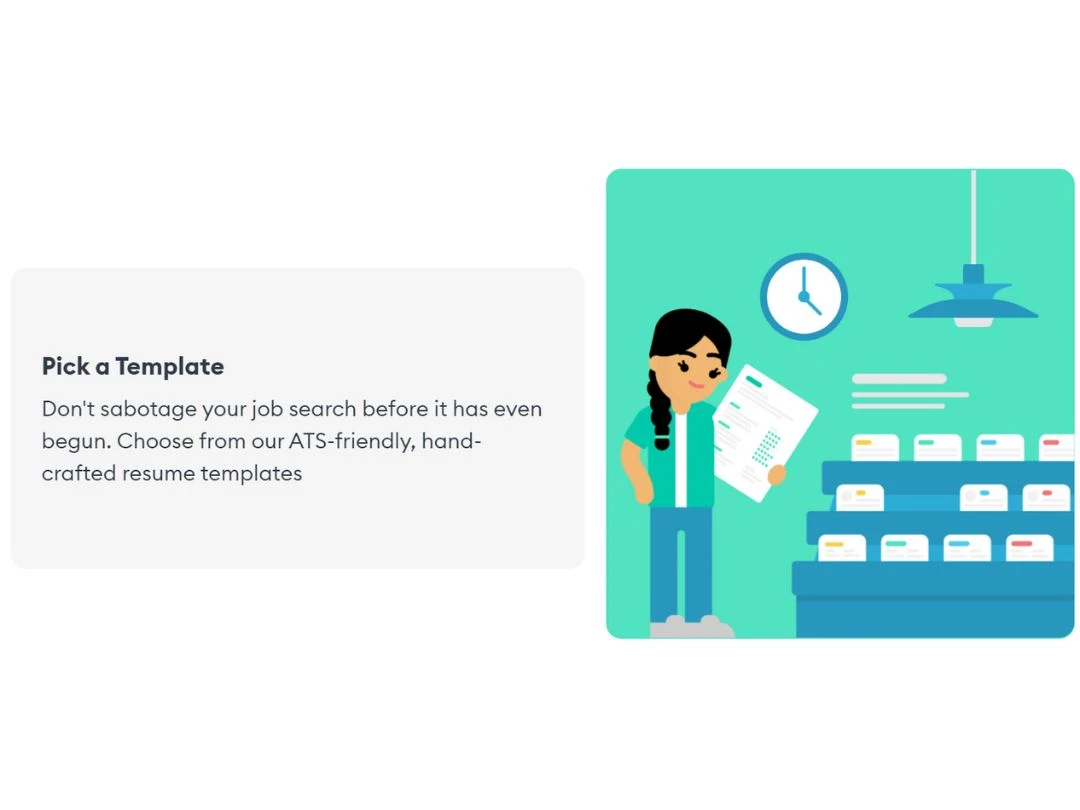 Pick a Template
Don't sabotage your job search before it has even
begun. Choose from our ATS-friendly, hand-
crafted resume templates